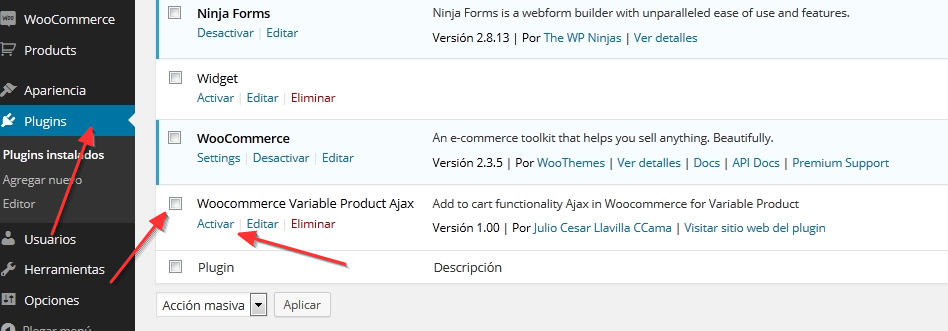 WOO WooCommerce
Products
Apariencia
Plugins
Plugins instalados
Agregar nuevo
Editor
Usuarios
Herramientas
Opciones
Plegar menú
Ninja Forms Ninja Forms is a webform builder with unparalleled ease of use and features.
Desactivar | Editar Versión 2.8.13 | Por The WP Ninjas | Ver detalles
Widget
Activar | Editar | Eliminar
WooCommerce An e-commerce toolkit that helps you sell anything. Beautifully.
Settings | Desactivar | Editar Versión 2.3.5 | Por WooThemes | Ver detalles | Docs | API Docs | Premium Support
Woocommerce Variable Product Ajax Add to cart functionality Ajax in Woocommerce for Variable Product
Activar | Editar | Eliminar Versión 1.00 | Por Julio Cesar Llavilla CCama | Visitar sitio web del plugin
Plugin Descripción
Acción masiva Aplicar